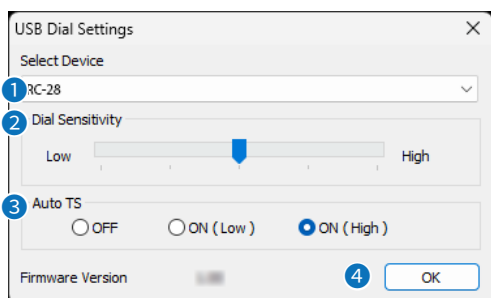 USB Dial Settings
Select Device
1 RC-28
2 Dial Sensitivity
Low High
3 Auto TS
OFF ON ( Low ) ON ( High )
Firmware Version 4 OK